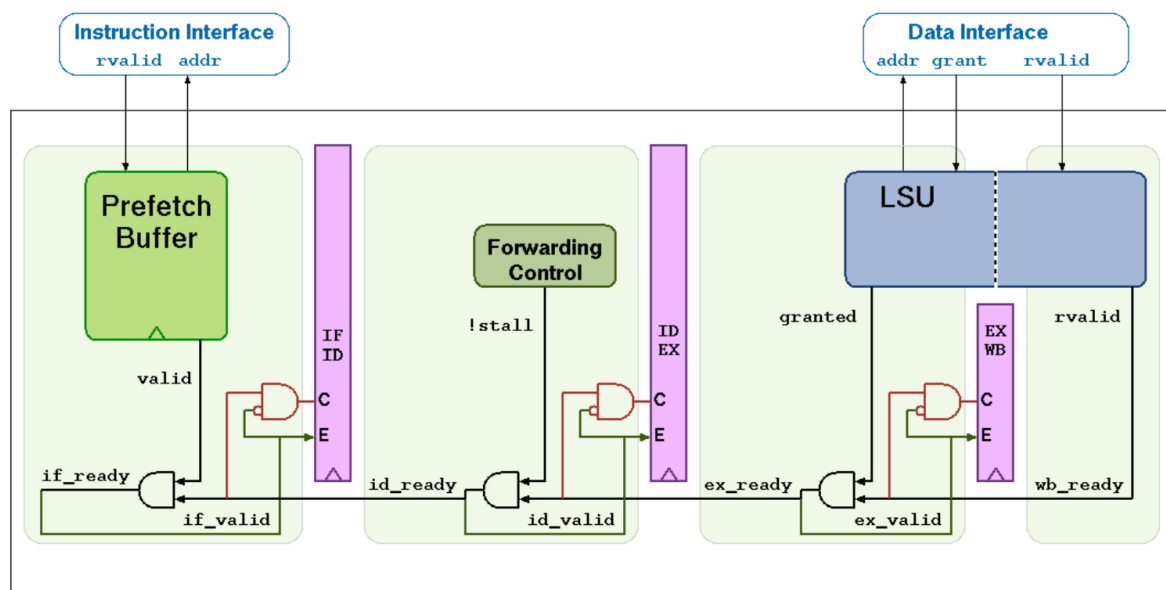 Instruction Interface
rvalid addr
Data Interface
addr grant rvalid
Prefetch
Buffer
LSU
Forwarding
Control
IF
ID
ID
EX
EX
WB
!stall
granted
rvalid
valid
C
C
C
E
E
E
if_ready
id_ready
ex_ready
wb_ready
if_valid
id_valid
ex_valid